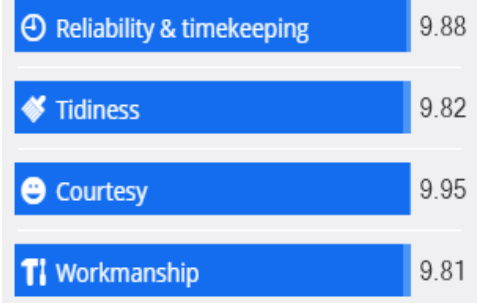 Reliability & timekeeping 9.88
Tidiness 9.82
Courtesy 9.95
Workmanship 9.81